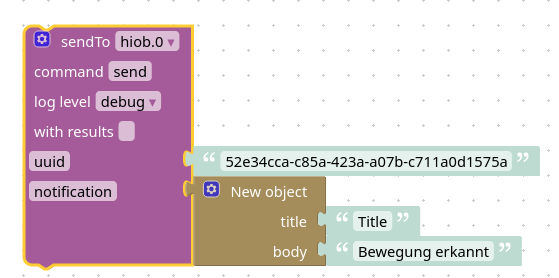 sendTo hiob.0 ▾
command send
log level debug ▾
with results
uuid “ 52e34cca-c85a-423a-a07b-c711a0d1575a ”
notification New object
title “ Title ”
body “ Bewegung erkannt ”